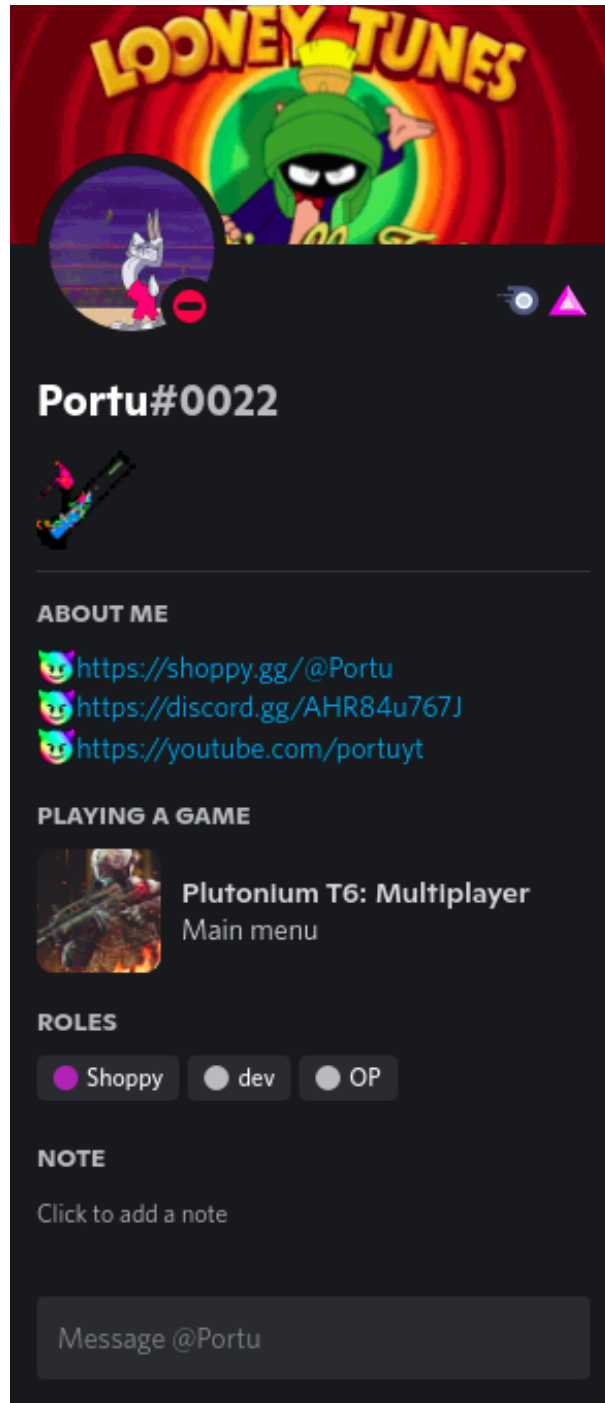 LOONEY TUNES
Portu#0022
ABOUT ME
https://shoppy.gg/@Portu
https://discord.gg/AHR84u767J
https://youtube.com/portuyt
PLAYING A GAME
Plutonium T6: Multiplayer
Main menu
ROLES
Shoppy dev OP
NOTE
Click to add a note
Message @Portu